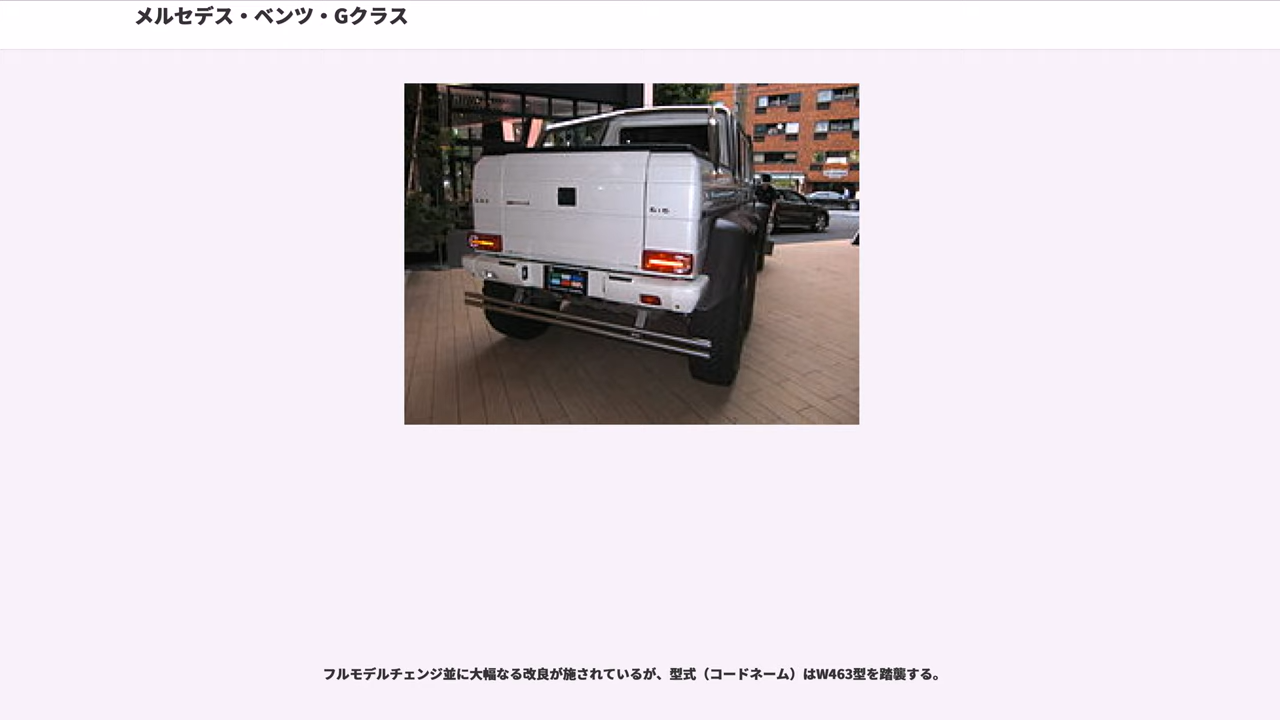 メルセデス・ベンツ・Gクラス
フルモデルチェンジ並に大幅なる改良が施されているが、型式（コードネーム）はW463型を踏襲する。